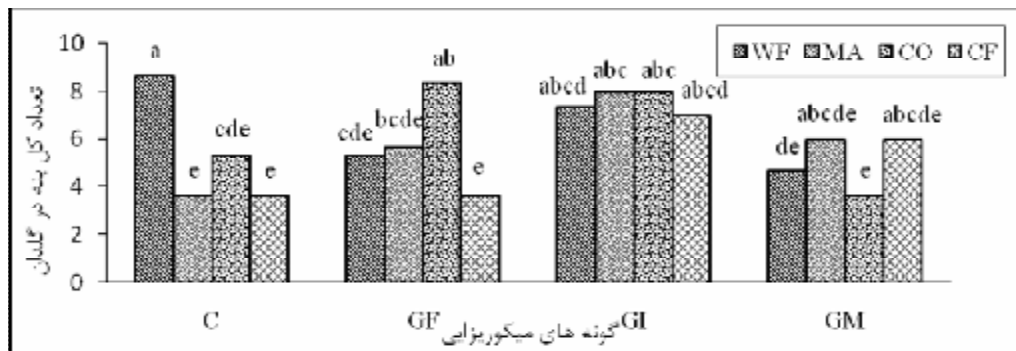 WF MA CO CF
10
8
6
4
2
0
تعداد کل پنه در گلدان
a e cde e
cde bcde ab e
abcd abc abc abcd
de abcde e abcde
C GF GI GM
گونه های میکوریزایی